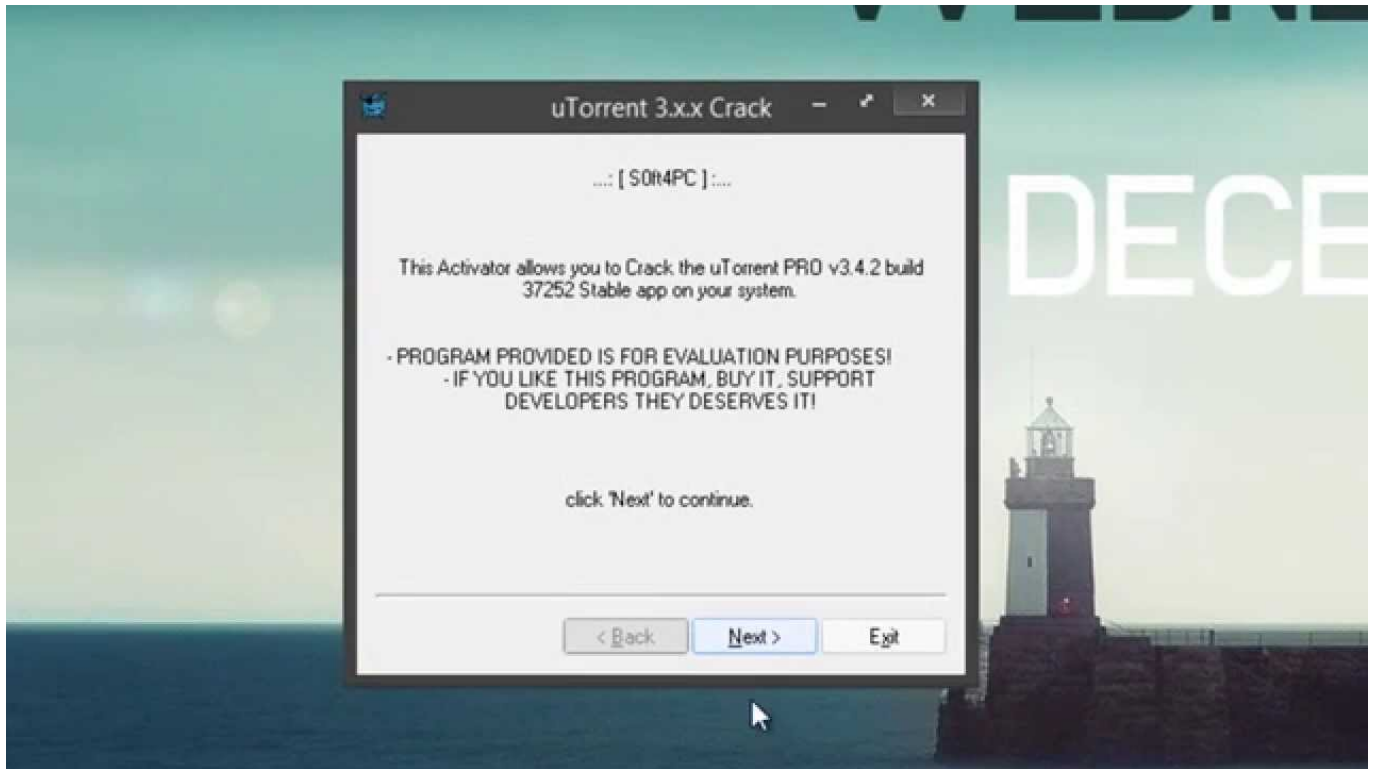 uTorrent 3.x.x Crack
...: [ S0ft4PC ] :...
This Activator allows you to Crack the uTorrent PRO v3.4.2 build
37252 Stable app on your system.
- PROGRAM PROVIDED IS FOR EVALUATION PURPOSES!
- IF YOU LIKE THIS PROGRAM, BUY IT, SUPPORT
DEVELOPERS THEY DESERVES IT!
click 'Next' to continue.
< Back
Next >
Exit
DECE